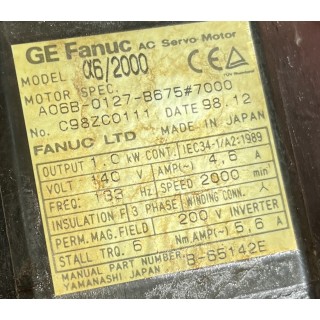 GE Fanuc AC Servo Motor
MODEL α6/2000
MOTOR SPEC.
A06B-0127-B675#7000
No. C98ZC0111 DATE 98.12
FANUC LTD MADE IN JAPAN
OUTPUT 1.0 kW CONT. IEC34-1/A2:1989
VOLT 140 V AMP(~) 4,6 A
FREQ. 133 Hz SPEED 2000 min⁻¹
INSULATION F 3 PHASE WINDING CONN. 人
PERM. MAG. FIELD 200 V INVERTER
STALL TRQ. 6 Nm, AMP.(~) 5,6 A
MANUAL PART NUMBER B-65142E
YAMANASHI JAPAN